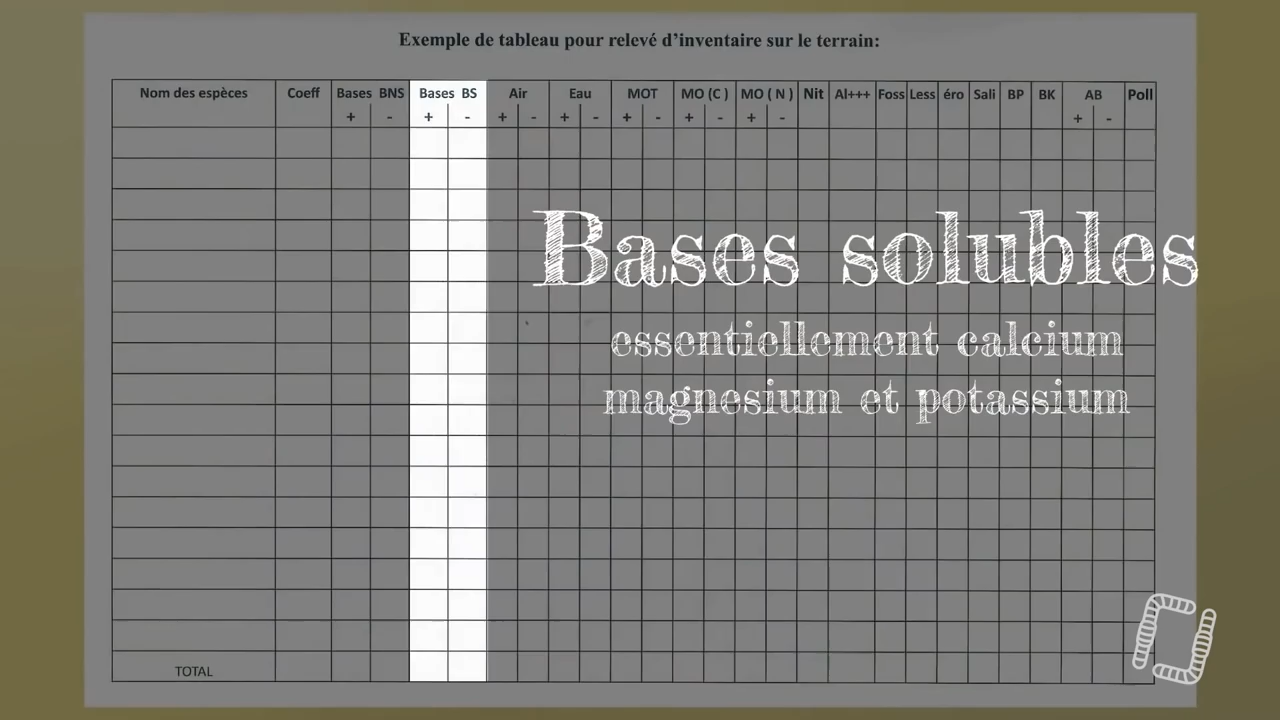 Exemple de tableau pour relevé d'inventaire sur le terrain:
Nom des espèces Coeff Bases BNS Bases BS Air Eau MOT MO ( C ) MO ( N ) Nit Al+++ Foss Less éro Sali BP BK AB Poll
+ - + - + - + - + - + - + - + -
Bases solubles
essentiellement calcium
magnesium et potassium
TOTAL